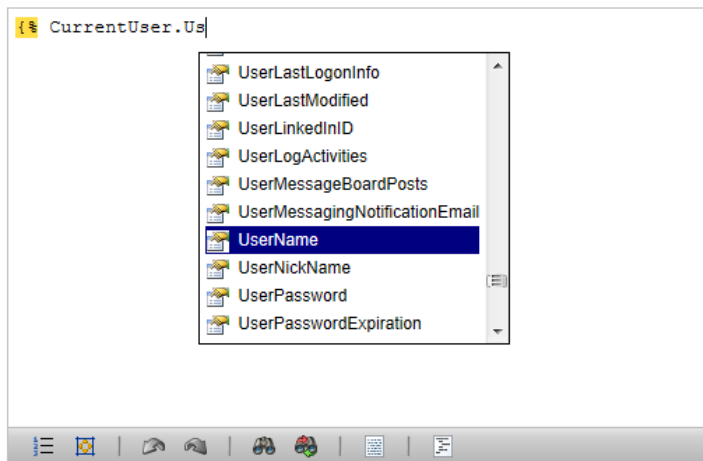 {% CurrentUser.Us
UserLastLogonInfo
UserLastModified
UserLinkedInID
UserLogActivities
UserMessageBoardPosts
UserMessagingNotificationEmail
UserName
UserNickName
UserPassword
UserPasswordExpiration